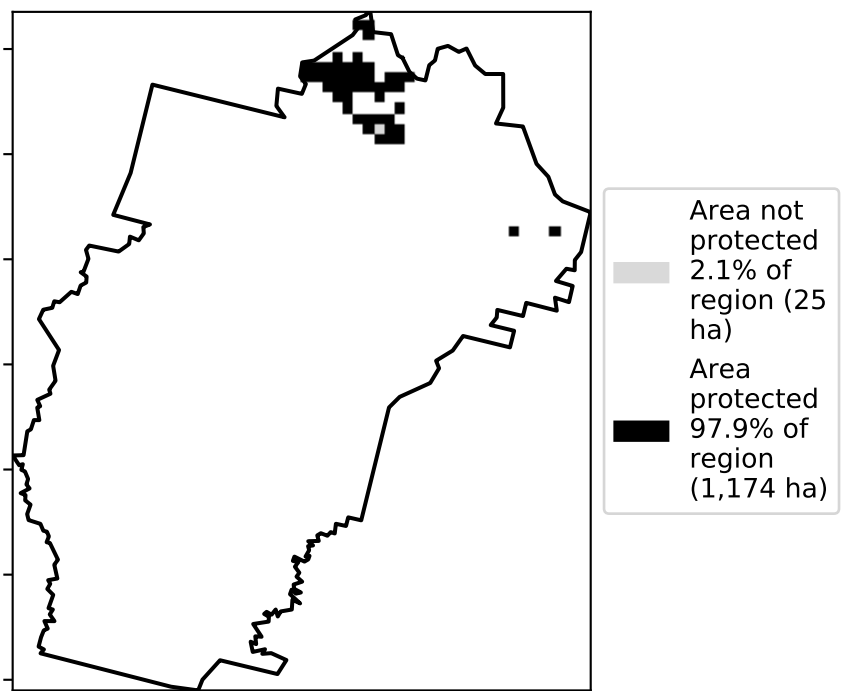 Area not
protected
2.1% of
region (25
ha)
Area
protected
97.9% of
region
(1,174 ha)